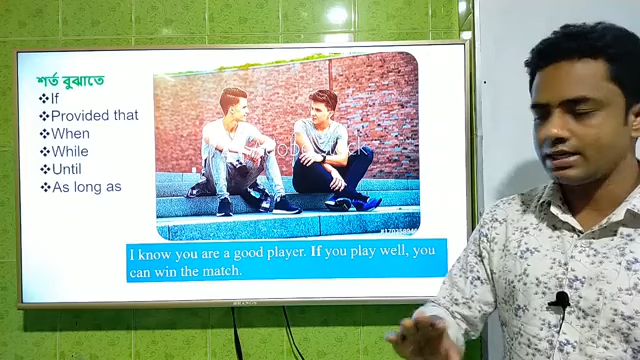 শর্ত বুঝাতে
❖If
❖Provided that
❖When
❖While
❖Until
❖As long as
I know you are a good player. If you play well, you
can win the match.